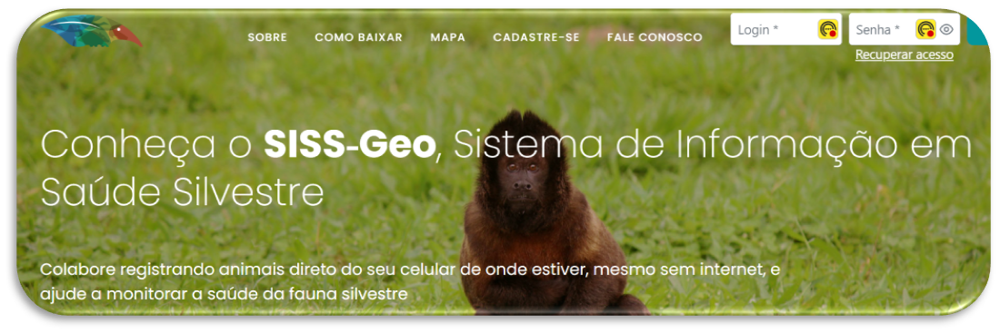 SOBRE COMO BAIXAR MAPA CADASTRE-SE FALE CONOSCO Login * Senha *
Recuperar acesso
Conheça o SISS-Geo, Sistema de Informação em
Saúde Silvestre
Colabore registrando animais direto do seu celular de onde estiver, mesmo sem internet, e
ajude a monitorar a saúde da fauna silvestre